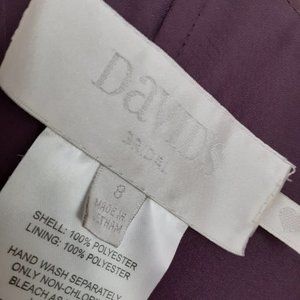 DaVID'S
BRIDAL
8
MADE IN
VIETNAM
SHELL: 100% POLYESTER
LINING: 100% POLYESTER
HAND WASH SEPARATELY
ONLY NON-CHLOR
BLEACH AS